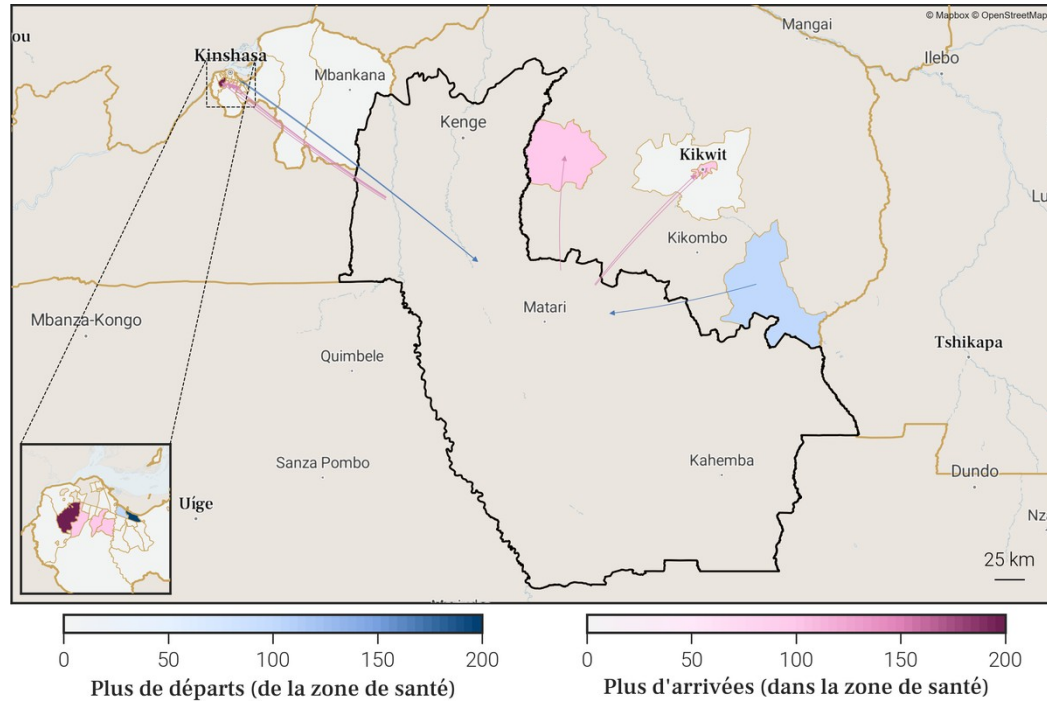 © Mapbox © OpenStreetMap
Mangai
ou
Kinshasa
Ilebo
Mbankana
Kenge
Kikwit
Lu
Kikombo
Matari
Mbanza-Kongo
Quimbele
Tshikapa
Sanza Pombo
Kahemba
Dundo
Uíge
Nz
25 km
0 50 100 150 200
Plus de départs (de la zone de santé)
0 50 100 150 200
Plus d'arrivées (dans la zone de santé)